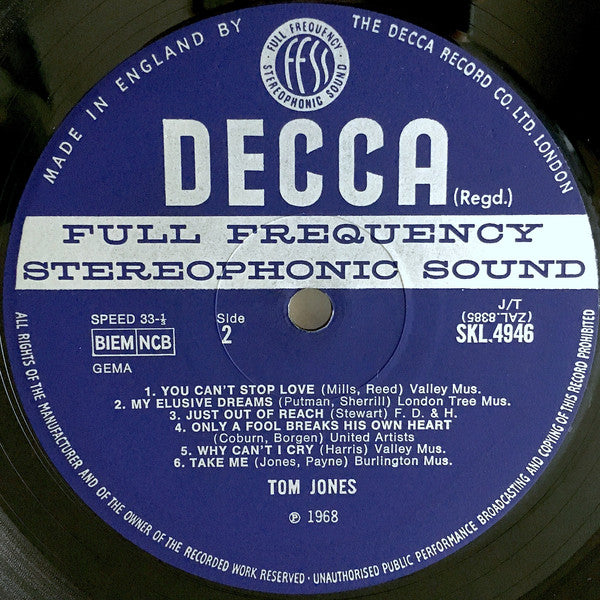 MADE IN ENGLAND BY THE DECCA RECORD CO. LTD. LONDON
· FULL FREQUENCY · STEREOPHONIC SOUND
FFSS
DECCA (Regd.)
FULL FREQUENCY
STEREOPHONIC SOUND
SPEED 33-⅓
BIEM NCB
GEMA
Side
2
J/T
(ZAL.8385)
SKL.4946
1. YOU CAN'T STOP LOVE (Mills, Reed) Valley Mus.
2. MY ELUSIVE DREAMS (Putman, Sherrill) London Tree Mus.
3. JUST OUT OF REACH (Stewart) F. D. & H.
4. ONLY A FOOL BREAKS HIS OWN HEART
(Coburn, Borgen) United Artists
5. WHY CAN'T I CRY (Harris) Valley Mus.
6. TAKE ME (Jones, Payne) Burlington Mus.
TOM JONES
℗ 1968
ALL RIGHTS OF THE MANUFACTURER AND OF THE OWNER OF THE RECORDED WORK RESERVED · UNAUTHORISED PUBLIC PERFORMANCE BROADCASTING AND COPYING OF THIS RECORD PROHIBITED